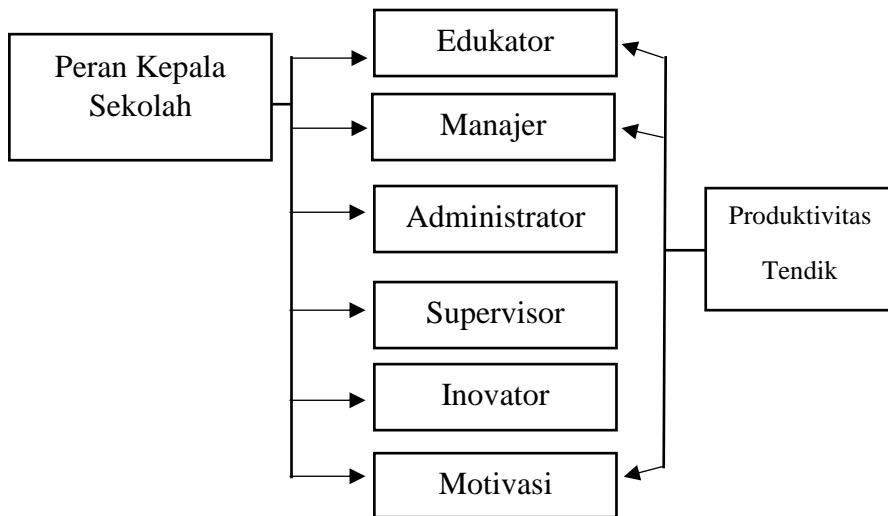 Peran Kepala
Sekolah
Edukator
Manajer
Administrator
Supervisor
Inovator
Motivasi
Produktivitas
Tendik